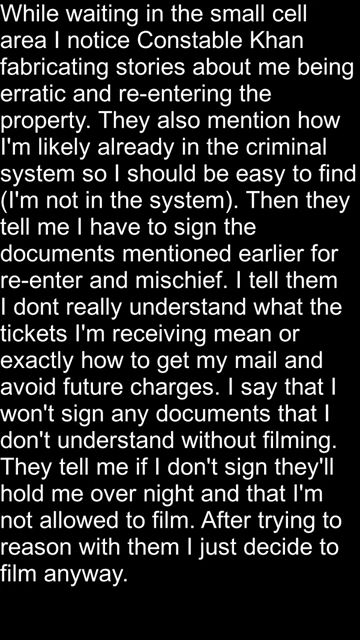 While waiting in the small cell
area I notice Constable Khan
fabricating stories about me being
erratic and re-entering the
property. They also mention how
I'm likely already in the criminal
system so I should be easy to find
(I'm not in the system). Then they
tell me I have to sign the
documents mentioned earlier for
re-enter and mischief. I tell them
I dont really understand what the
tickets I'm receiving mean or
exactly how to get my mail and
avoid future charges. I say that I
won't sign any documents that I
don't understand without filming.
They tell me if I don't sign they'll
hold me over night and that I'm
not allowed to film. After trying to
reason with them I just decide to
film anyway.